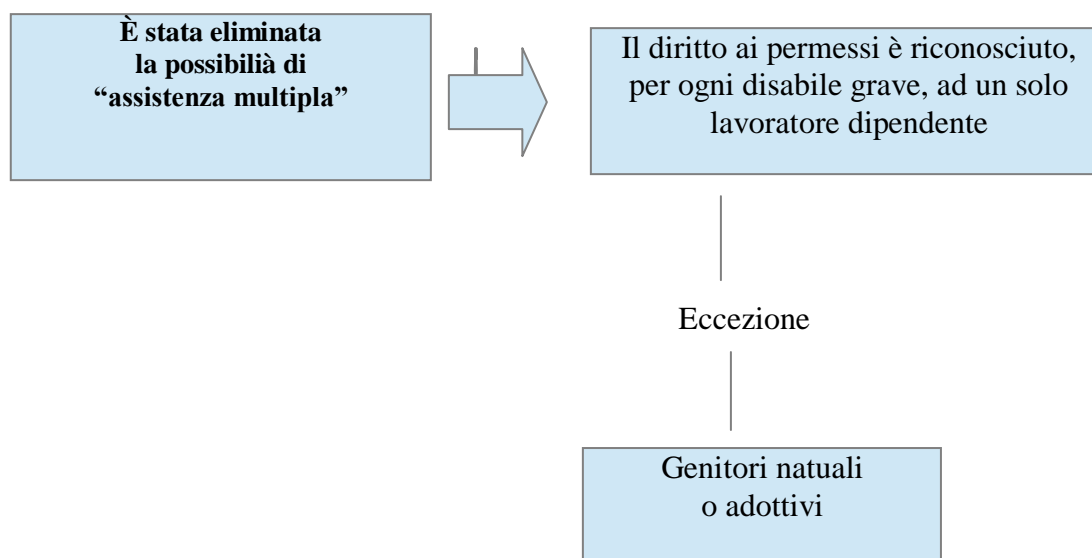 È stata eliminata
la possibilià di
“assistenza multipla”
Il diritto ai permessi è riconosciuto,
per ogni disabile grave, ad un solo
lavoratore dipendente
Eccezione
Genitori natuali
o adottivi